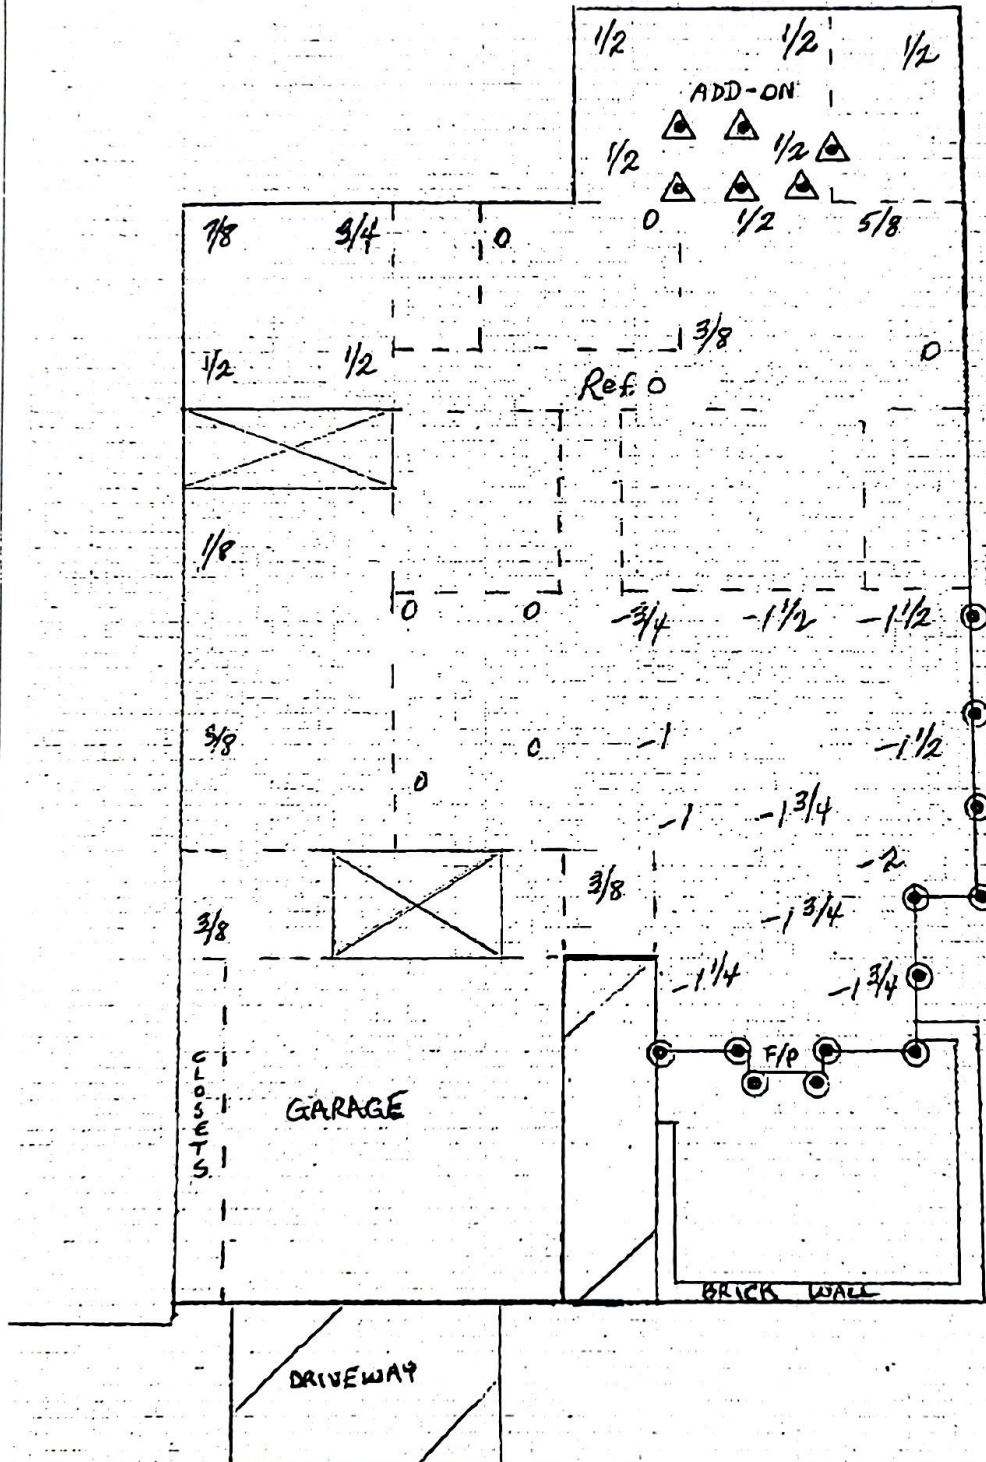 1/2 1/2 1/2
ADD-ON
1/2 1/2
7/8 3/4 0 0 1/2 5/8
3/8 0
1/2 1/2
Ref. 0
1/8
0 0 -3/4 -1 1/2 -1 1/2
5/8 0 -1 -1 1/2
0
-1 -1 3/4
-2
3/8 3/8 -1 3/4
-1 1/4 -1 3/4
F/P
CLOSETS
GARAGE
BRICK WALL
DRIVEWAY